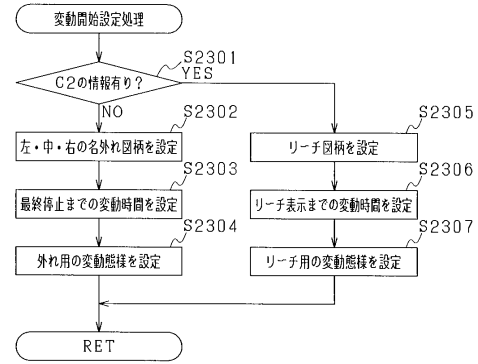 変動開始設定処理
S2301
C2の情報有り？
YES
NO
S2302
左・中・右の名外れ図柄を設定
S2303
最終停止までの変動時間を設定
S2304
外れ用の変動態様を設定
S2305
リーチ図柄を設定
S2306
リーチ表示までの変動時間を設定
S2307
リーチ用の変動態様を設定
RET